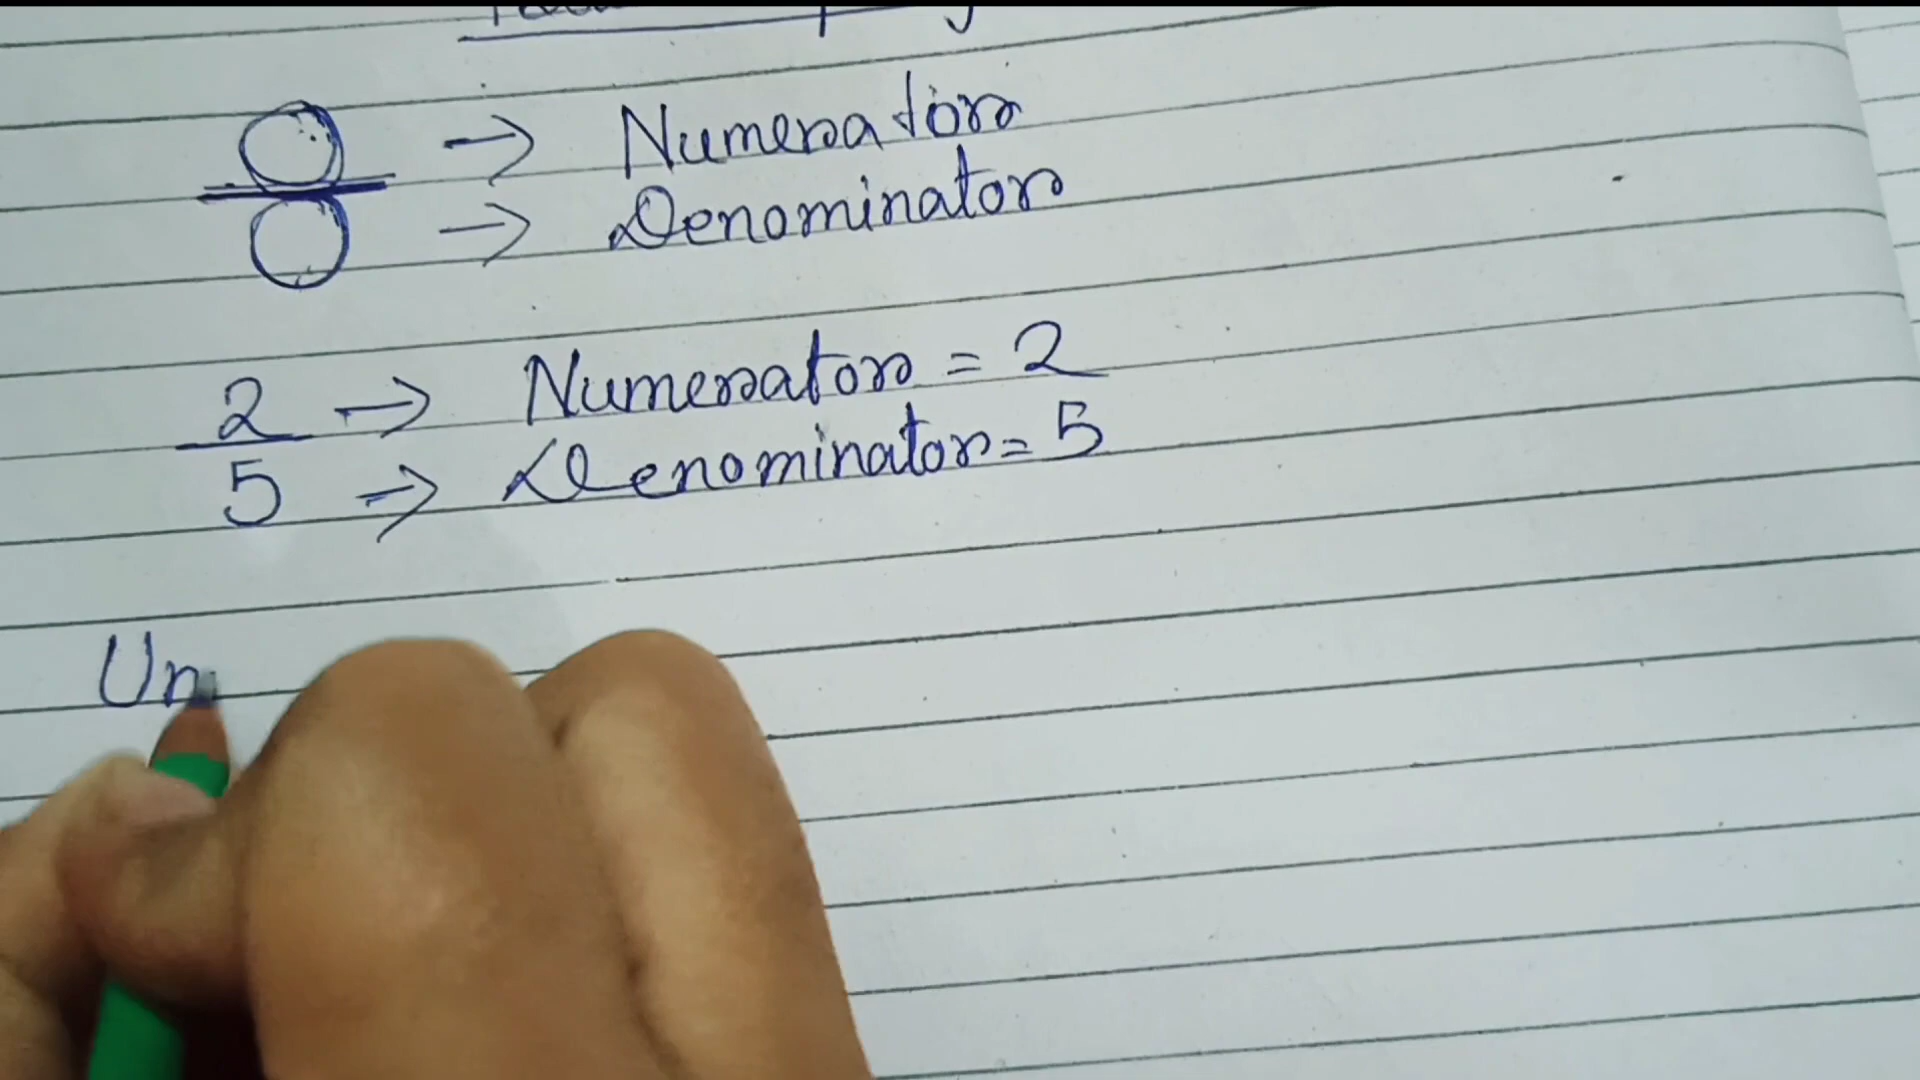 → Numerator
→ Denominator
2 → Numerator = 2
5 → Denominator = 5
Un